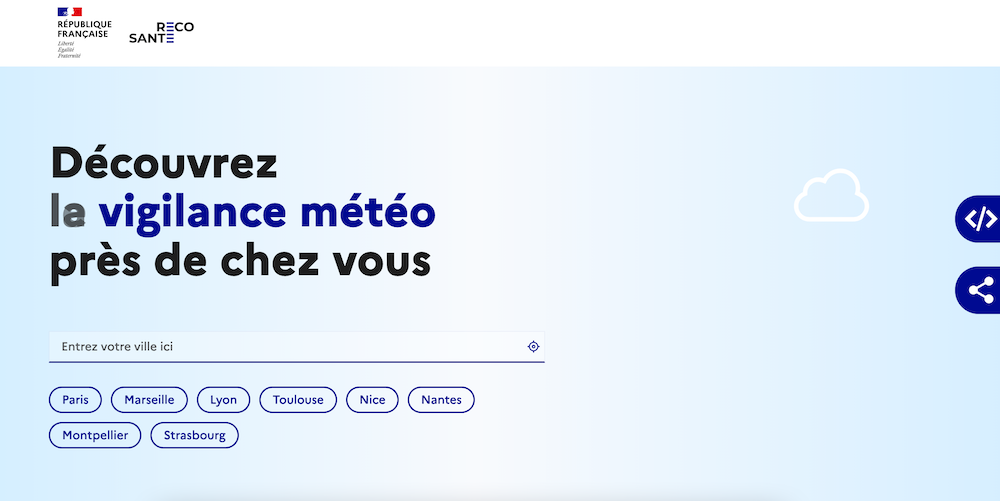 RÉPUBLIQUE
FRANÇAISE
Liberté
Égalité
Fraternité
RECO
SANTE
Découvrez
la vigilance météo
près de chez vous
Entrez votre ville ici
Paris Marseille Lyon Toulouse Nice Nantes
Montpellier Strasbourg